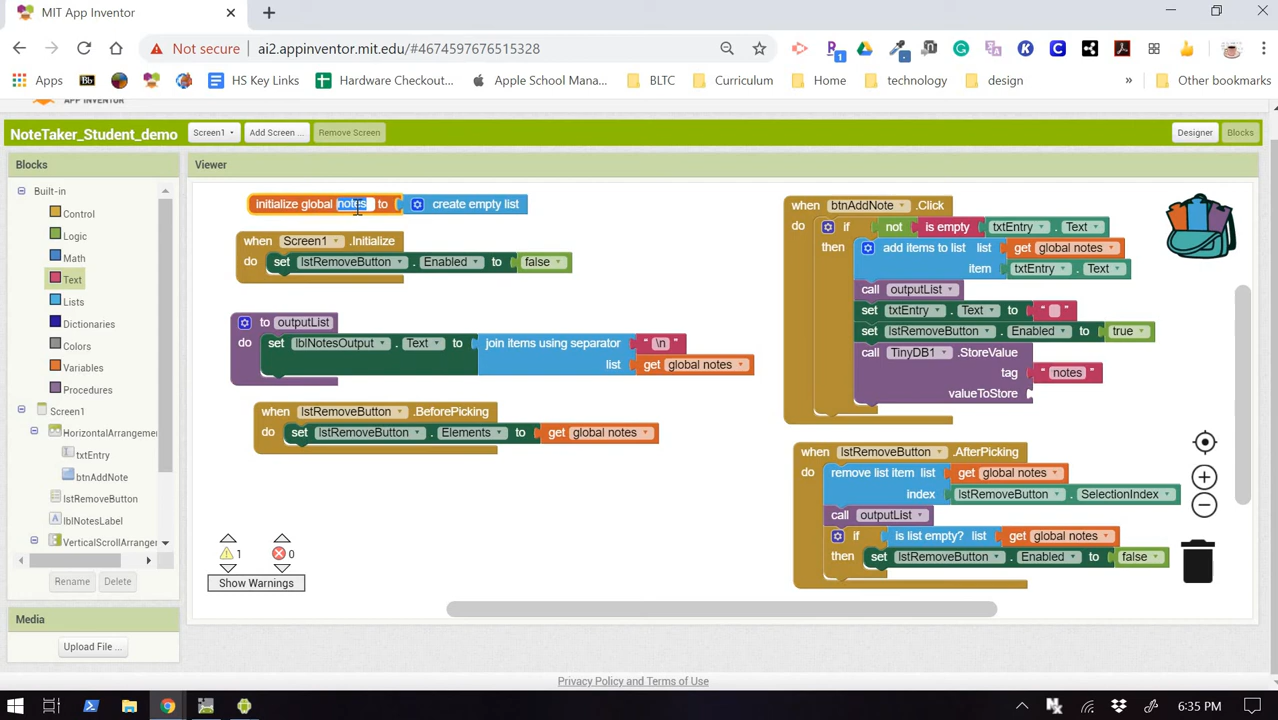 MIT App Inventor
Not secure
ai2.appinventor.mit.edu/#4674597676515328
Apps
HS Key Links
Hardware Checkout...
Apple School Mana...
BLTC
Curriculum
Home
technology
design
»
Other bookmarks
APP INVENTOR
NoteTaker_Student_demo
Screen1
Add Screen ...
Remove Screen
Designer
Blocks
Blocks
Viewer
Built-in
Control
Logic
Math
Text
Lists
Dictionaries
Colors
Variables
Procedures
Screen1
HorizontalArrangeme
txtEntry
btnAddNote
lstRemoveButton
lblNotesLabel
VerticalScrollArranger
Rename
Delete
Media
Upload File ...
initialize global notes to create empty list
when Screen1 .Initialize
do set lstRemoveButton . Enabled to false
to outputList
do set lblNotesOutput . Text to join items using separator " \n "
list get global notes
when lstRemoveButton .BeforePicking
do set lstRemoveButton . Elements to get global notes
1
0
Show Warnings
when btnAddNote .Click
do if not is empty txtEntry . Text
then add items to list list get global notes
item txtEntry . Text
call outputList
set txtEntry . Text to " "
set lstRemoveButton . Enabled to true
call TinyDB1 .StoreValue
tag " notes "
valueToStore
when lstRemoveButton .AfterPicking
do remove list item list get global notes
index lstRemoveButton . SelectionIndex
call outputList
if is list empty? list get global notes
then set lstRemoveButton . Enabled to false
Privacy Policy and Terms of Use
6:35 PM